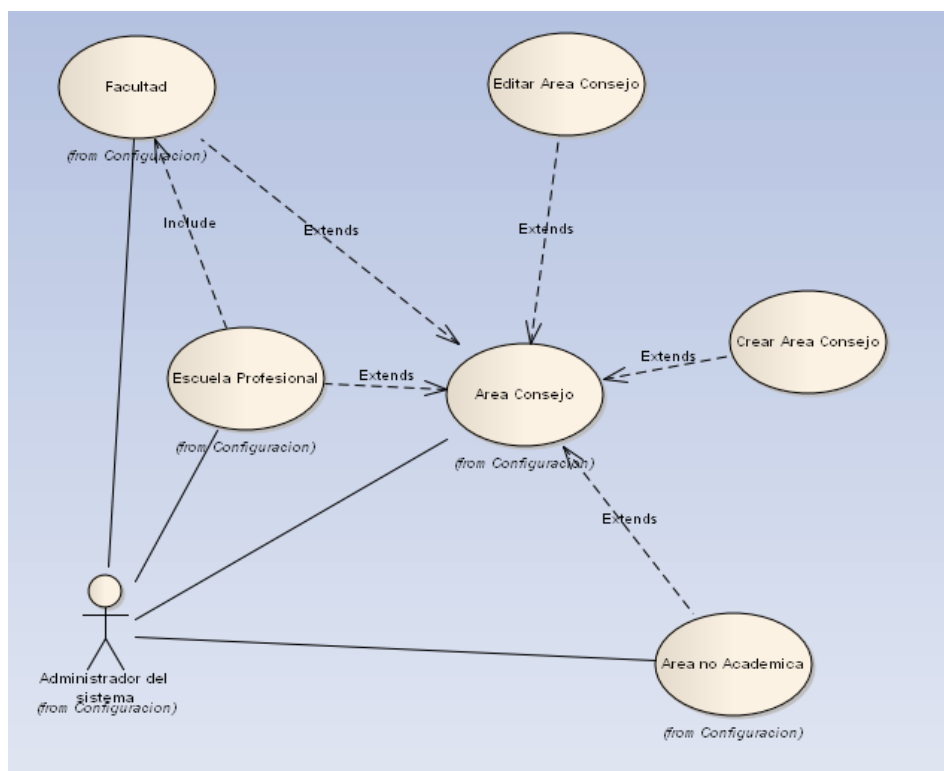 Facultad
(from Configuracion)
Editar Area Consejo
Include
Extends
Extends
Crear Area Consejo
Extends
Escuela Profesional
(from Configuracion)
Extends
Area Consejo
(from Configuracion)
Extends
Administrador del
sistema
(from Configuracion)
Area no Academica
(from Configuracion)